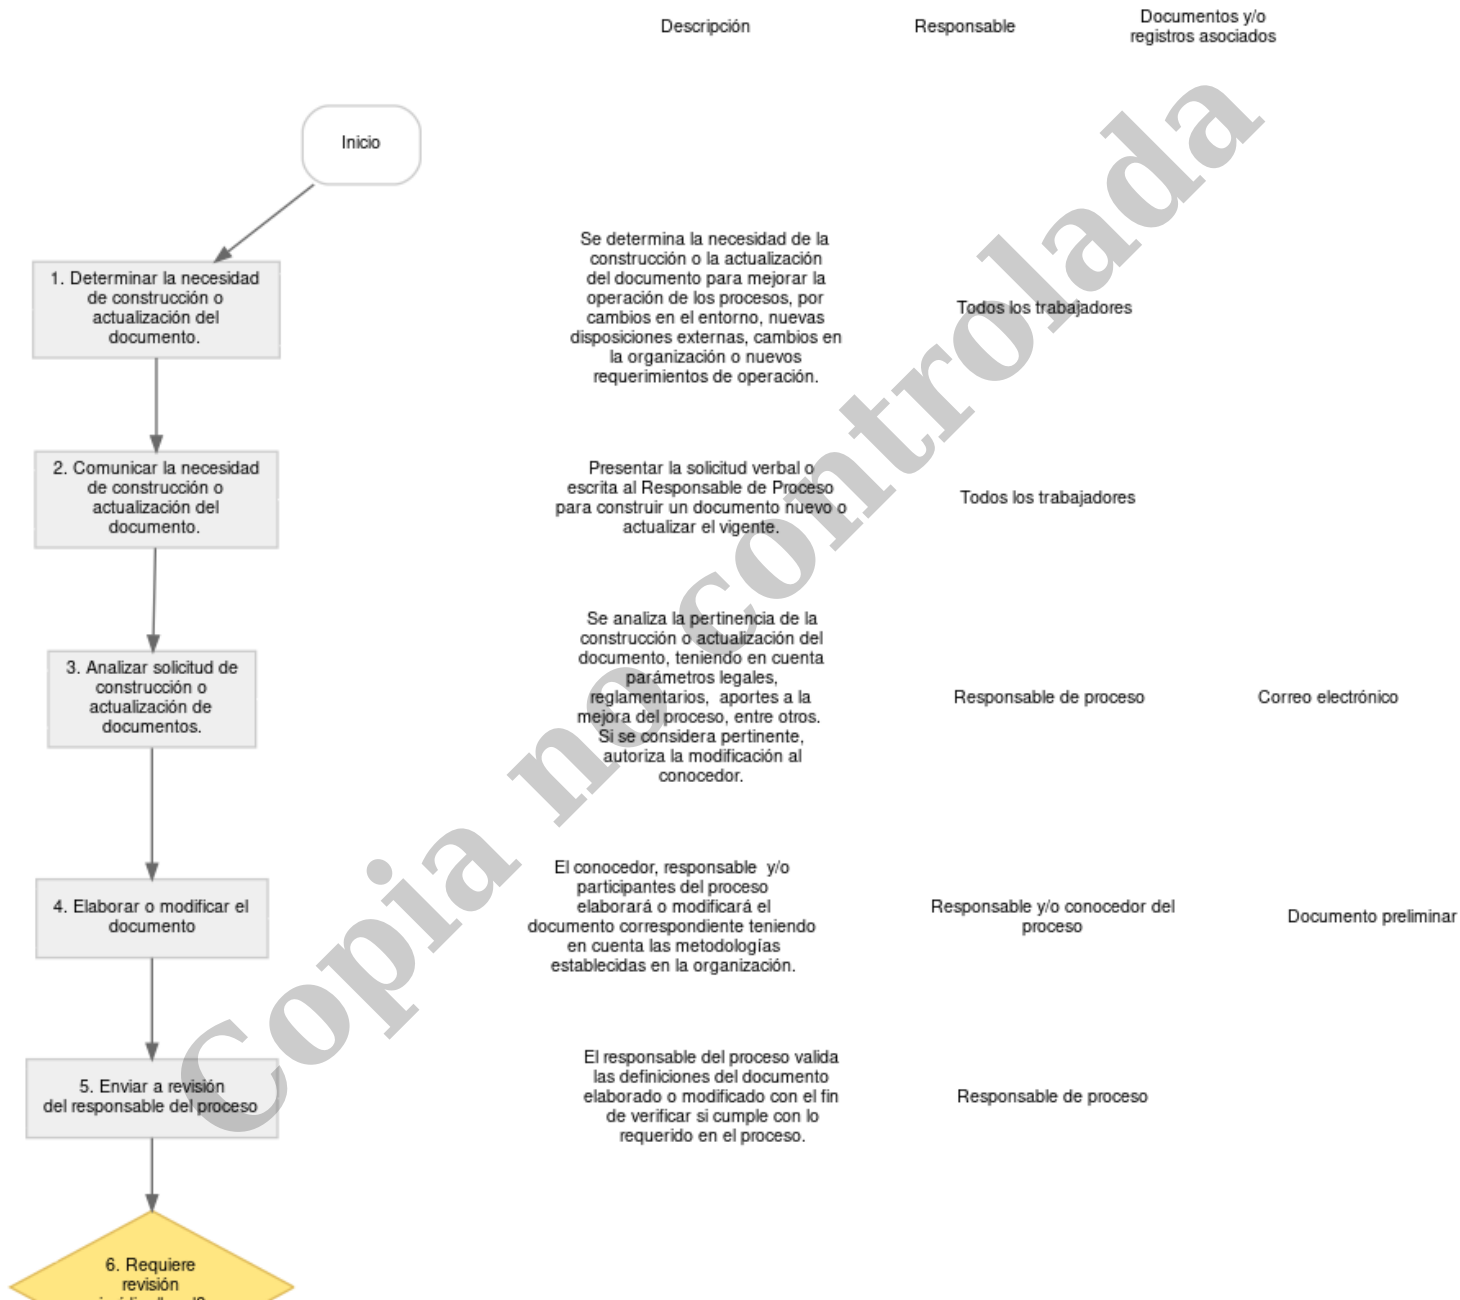 Descripción
Responsable
Documentos y/o
registros asociados
Inicio
1. Determinar la necesidad
de construcción o
actualización del
documento.
Se determina la necesidad de la
construcción o la actualización
del documento para mejorar la
operación de los procesos, por
cambios en el entorno, nuevas
disposiciones externas, cambios en
la organización o nuevos
requerimientos de operación.
Todos los trabajadores
2. Comunicar la necesidad
de construcción o
actualización del
documento.
Presentar la solicitud verbal o
escrita al Responsable de Proceso
para construir un documento nuevo o
actualizar el vigente.
Todos los trabajadores
3. Analizar solicitud de
construcción o
actualización de
documentos.
Se analiza la pertinencia de la
construcción o actualización del
documento, teniendo en cuenta
parámetros legales,
reglamentarios,  aportes a la
mejora del proceso, entre otros.
Si se considera pertinente,
autoriza la modificación al
conocedor.
Responsable de proceso
Correo electrónico
4. Elaborar o modificar el
documento
El conocedor, responsable  y/o
participantes del proceso
elaborará o modificará el
documento correspondiente teniendo
en cuenta las metodologías
establecidas en la organización.
Responsable y/o conocedor del
proceso
Documento preliminar
5. Enviar a revisión
del responsable del proceso
El responsable del proceso valida
las definiciones del documento
elaborado o modificado con el fin
de verificar si cumple con lo
requerido en el proceso.
Responsable de proceso
6. Requiere
revisión
Copia no controlada